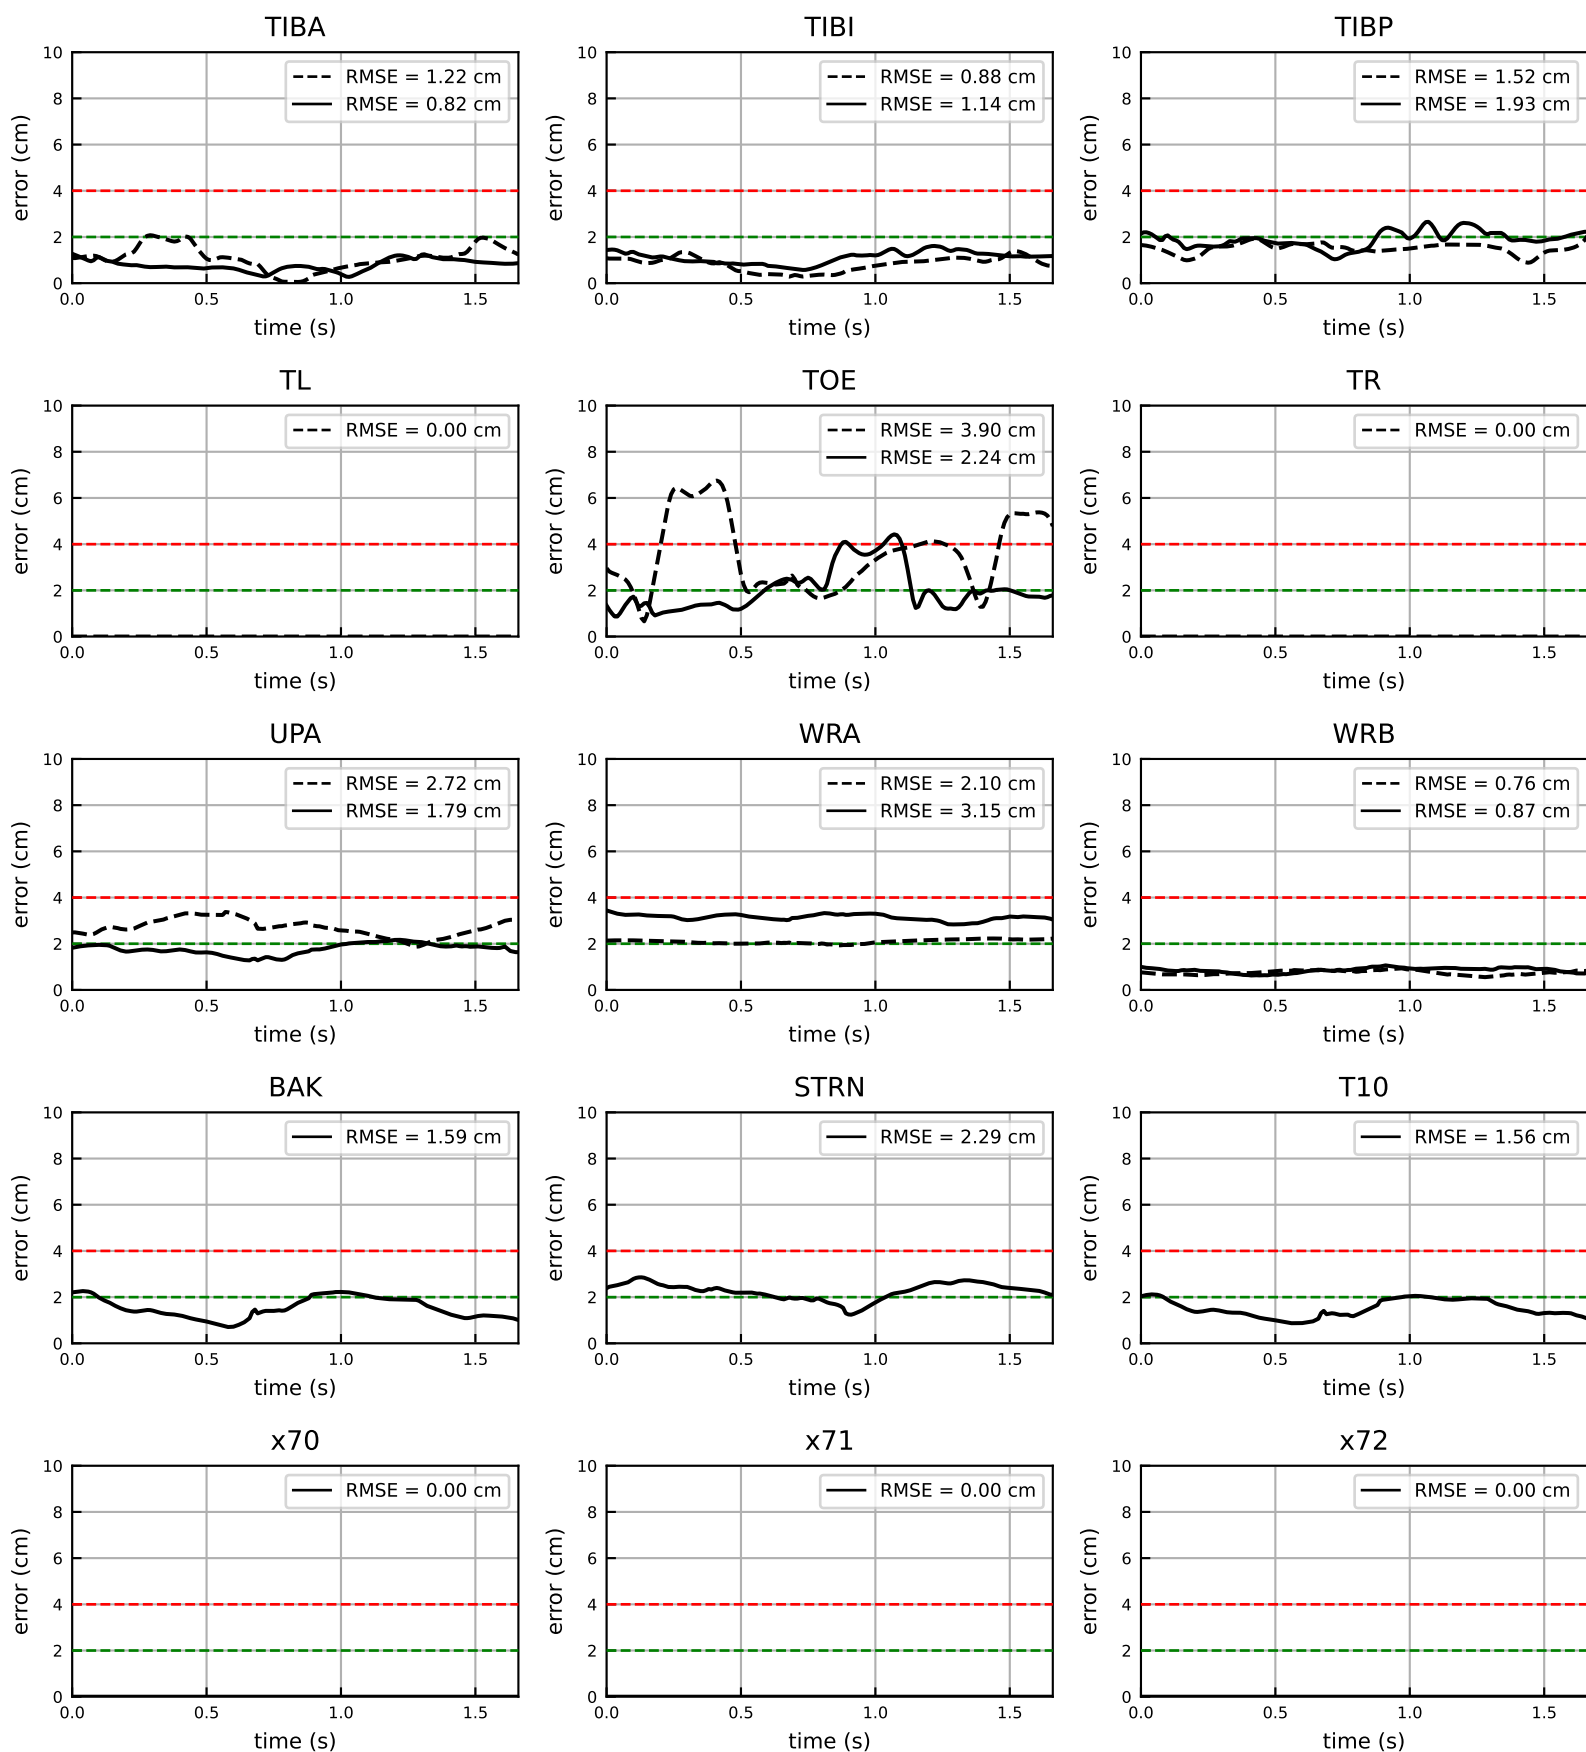 TIBA
TIBI
TIBP
10
8
6
4
2
0
error (cm)
RMSE = 1.22 cm
RMSE = 0.82 cm
0.0
0.5
1.0
1.5
time (s)
10
8
6
4
2
0
error (cm)
RMSE = 0.88 cm
RMSE = 1.14 cm
0.0
0.5
1.0
1.5
time (s)
10
8
6
4
2
0
error (cm)
RMSE = 1.52 cm
RMSE = 1.93 cm
0.0
0.5
1.0
1.5
time (s)
TL
TOE
TR
10
8
6
4
2
0
error (cm)
RMSE = 0.00 cm
0.0
0.5
1.0
1.5
time (s)
10
8
6
4
2
0
error (cm)
RMSE = 3.90 cm
RMSE = 2.24 cm
0.0
0.5
1.0
1.5
time (s)
10
8
6
4
2
0
error (cm)
RMSE = 0.00 cm
0.0
0.5
1.0
1.5
time (s)
UPA
WRA
WRB
10
8
6
4
2
0
error (cm)
RMSE = 2.72 cm
RMSE = 1.79 cm
0.0
0.5
1.0
1.5
time (s)
10
8
6
4
2
0
error (cm)
RMSE = 2.10 cm
RMSE = 3.15 cm
0.0
0.5
1.0
1.5
time (s)
10
8
6
4
2
0
error (cm)
RMSE = 0.76 cm
RMSE = 0.87 cm
0.0
0.5
1.0
1.5
time (s)
BAK
STRN
T10
10
8
6
4
2
0
error (cm)
RMSE = 1.59 cm
0.0
0.5
1.0
1.5
time (s)
10
8
6
4
2
0
error (cm)
RMSE = 2.29 cm
0.0
0.5
1.0
1.5
time (s)
10
8
6
4
2
0
error (cm)
RMSE = 1.56 cm
0.0
0.5
1.0
1.5
time (s)
x70
x71
x72
10
8
6
4
2
0
error (cm)
RMSE = 0.00 cm
0.0
0.5
1.0
1.5
time (s)
10
8
6
4
2
0
error (cm)
RMSE = 0.00 cm
0.0
0.5
1.0
1.5
time (s)
10
8
6
4
2
0
error (cm)
RMSE = 0.00 cm
0.0
0.5
1.0
1.5
time (s)